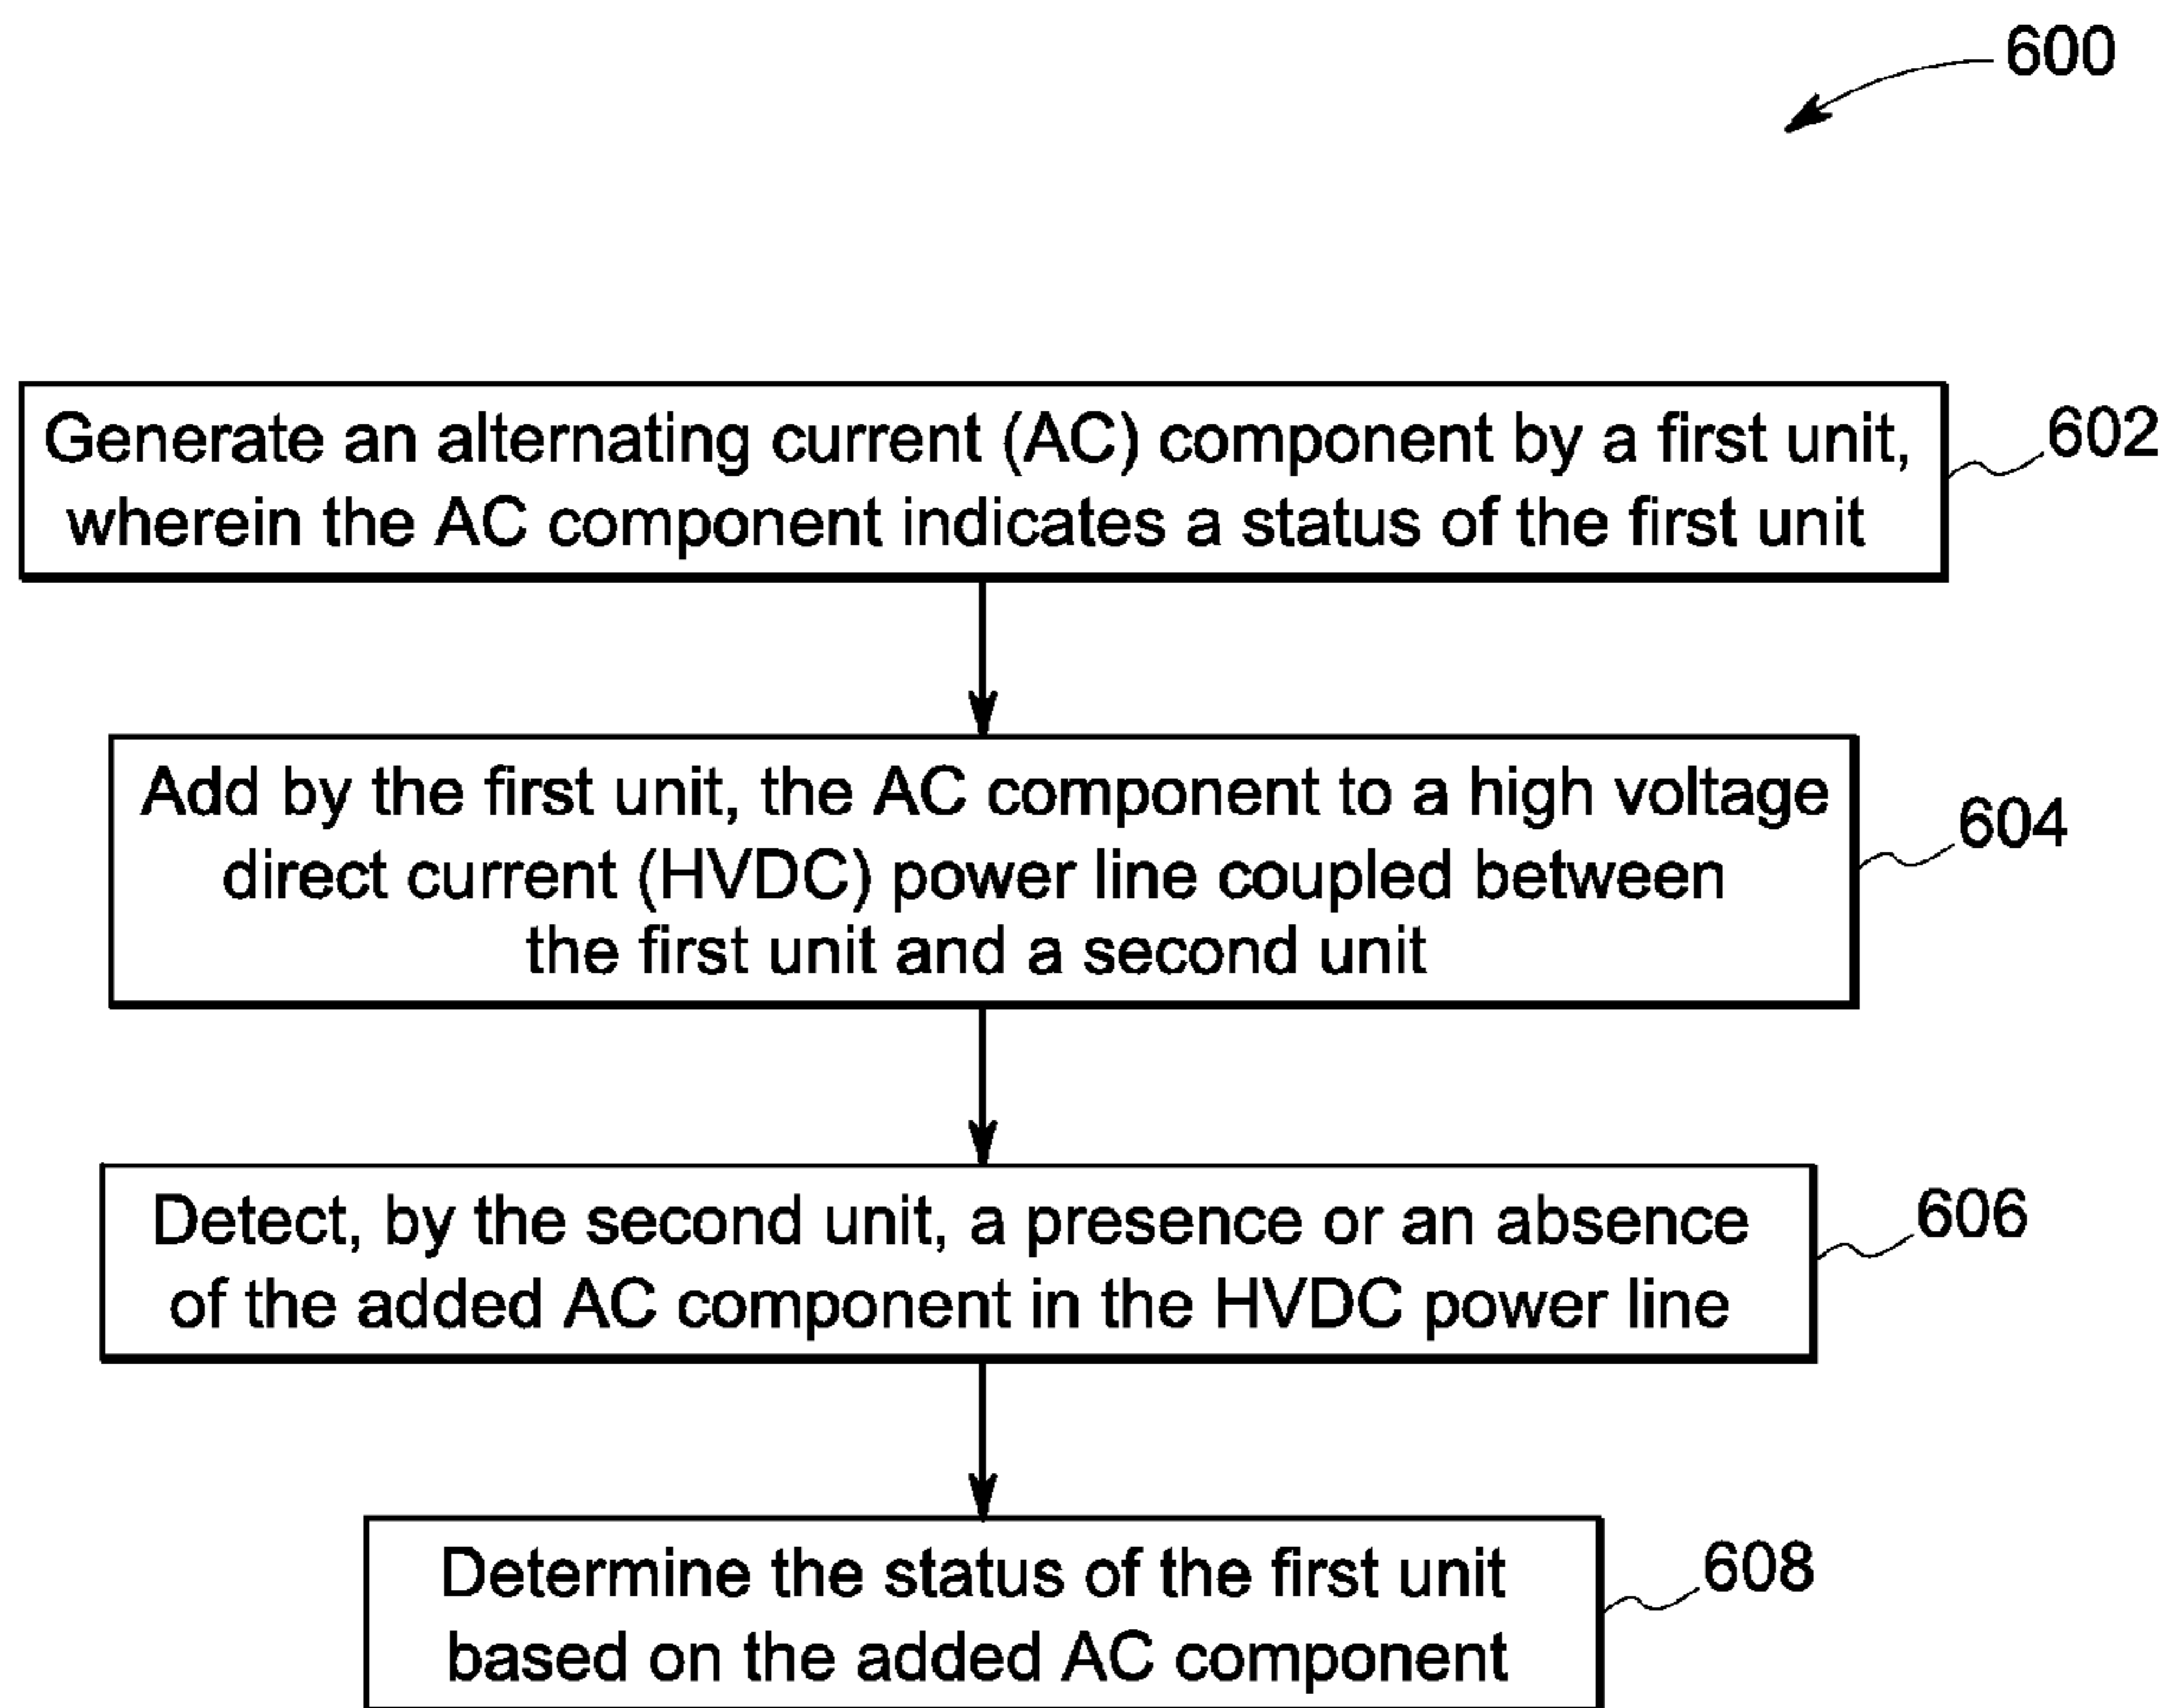 600
Generate an alternating current (AC) component by a first unit,
wherein the AC component indicates a status of the first unit
602
Add by the first unit, the AC component to a high voltage
direct current (HVDC) power line coupled between
the first unit and a second unit
604
Detect, by the second unit, a presence or an absence
of the added AC component in the HVDC power line
606
Determine the status of the first unit
based on the added AC component
608